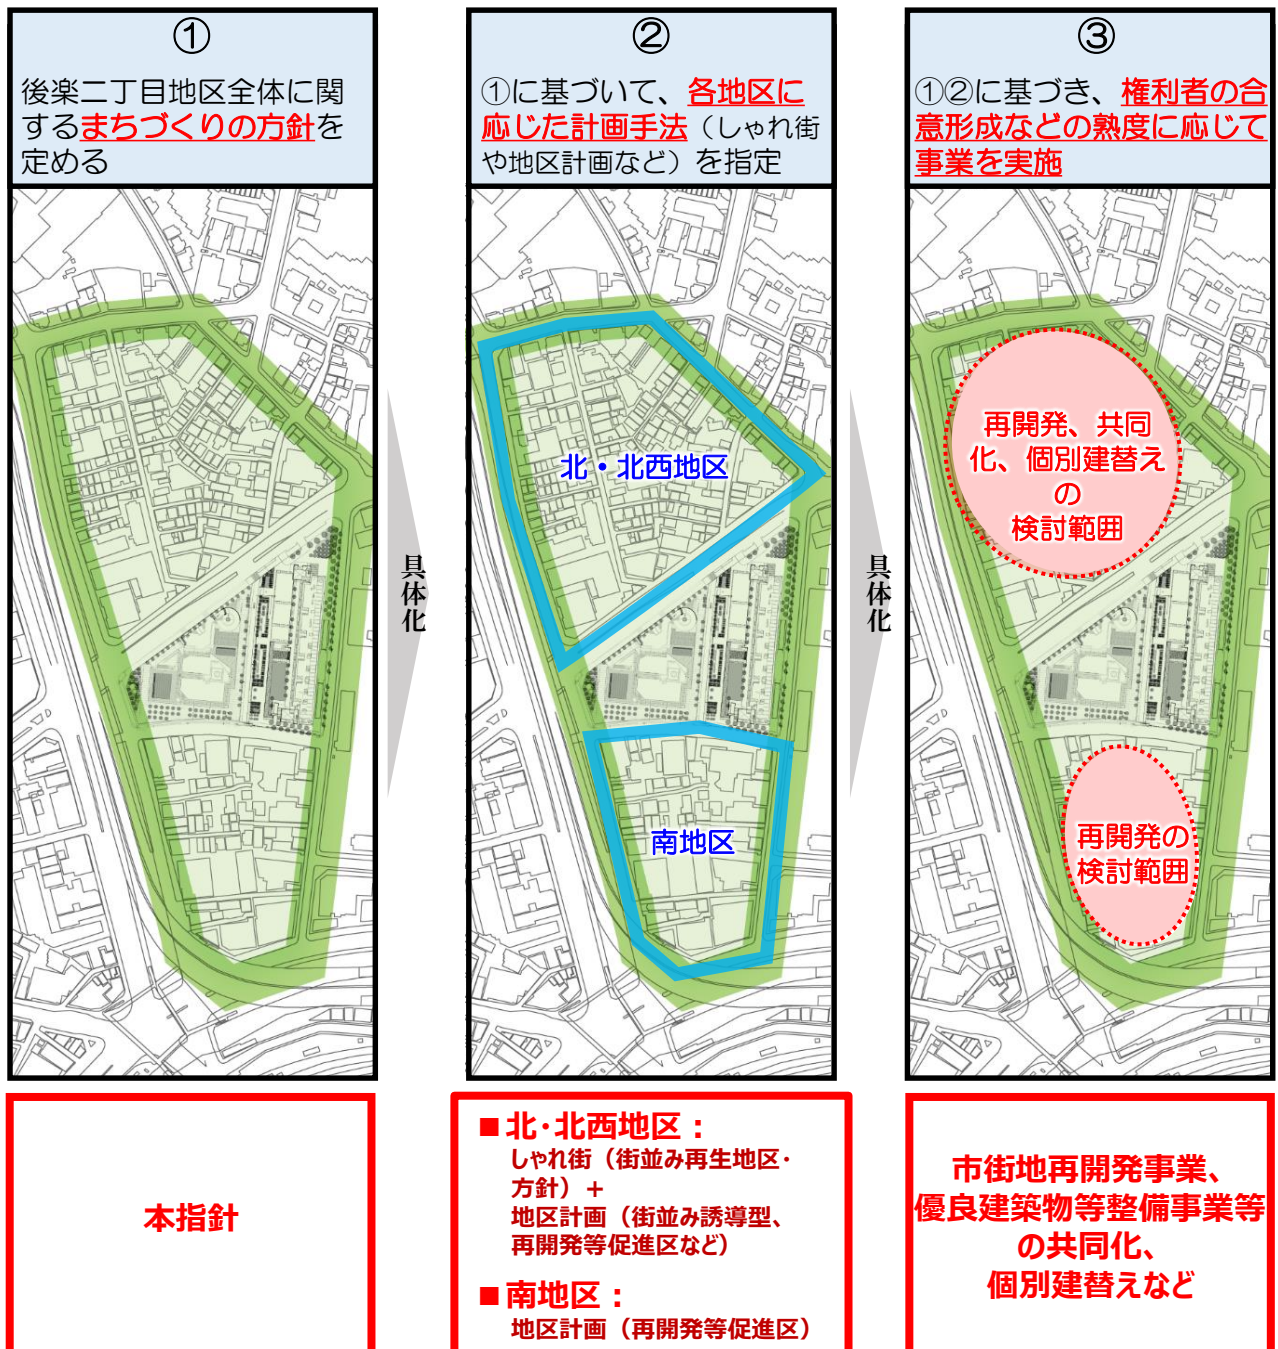 ①
後楽二丁目地区全体に関
するまちづくりの方針を
定める
具体化
本指針
②
①に基づいて、各地区に
応じた計画手法（しゃれ街
や地区計画など）を指定
北・北西地区
南地区
具体化
■北・北西地区：
しゃれ街（街並み再生地区・
方針）＋
地区計画（街並み誘導型、
再開発等促進区など）
■南地区：
地区計画（再開発等促進区）
③
①②に基づき、権利者の合
意形成などの熟度に応じて
事業を実施
再開発、共同
化、個別建替え
の
検討範囲
再開発の
検討範囲
市街地再開発事業、
優良建築物等整備事業等
の共同化、
個別建替えなど